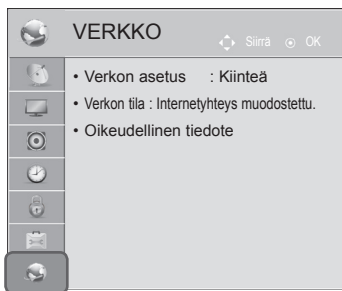 VERKKO
Siirrä OK
• Verkon asetus : Kiinteä
• Verkon tila : Internetyhteys muodostettu.
• Oikeudellinen tiedote